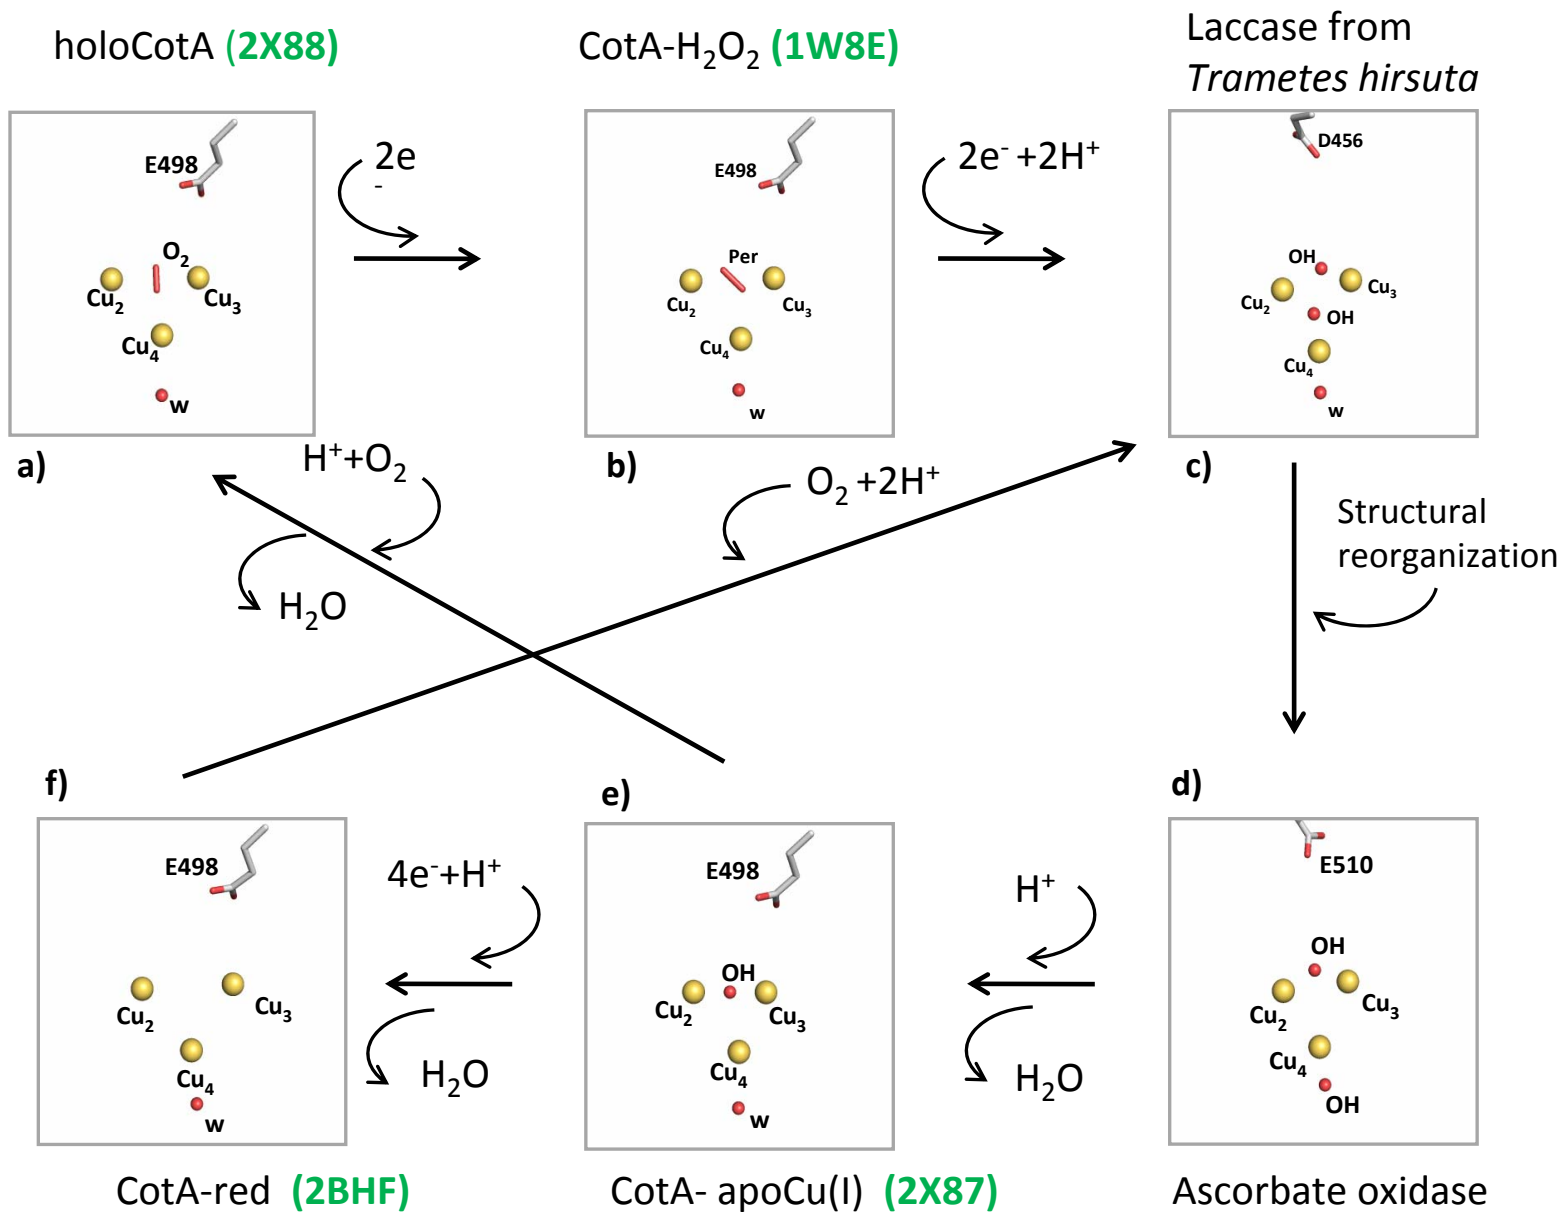 holoCotA (2X88)
CotA-H₂O₂ (1W8E)
Laccase from
Trametes hirsuta
E498
O₂
Cu₂
Cu₃
Cu₄
w
a)
2e
-
E498
Per
Cu₂
Cu₃
Cu₄
w
b)
2e⁻ +2H⁺
D456
OH
Cu₃
Cu₂
OH
Cu₄
w
c)
H⁺+O₂
H₂O
O₂ +2H⁺
Structural
reorganization
f)
E498
Cu₂
Cu₃
Cu₄
w
CotA-red (2BHF)
4e⁻+H⁺
H₂O
e)
E498
OH
Cu₂
Cu₃
Cu₄
w
CotA- apoCu(I) (2X87)
H⁺
H₂O
d)
E510
OH
Cu₃
Cu₂
Cu₄
OH
Ascorbate oxidase